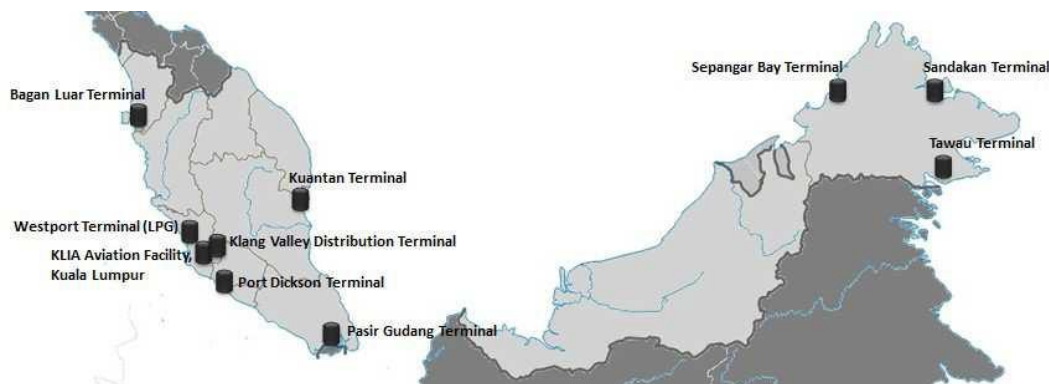 Bagan Luar Terminal
Kuantan Terminal
Westport Terminal (LPG)
Klang Valley Distribution Terminal
KLIA Aviation Facility,
Kuala Lumpur
Port Dickson Terminal
Pasir Gudang Terminal
Sepangar Bay Terminal
Sandakan Terminal
Tawau Terminal